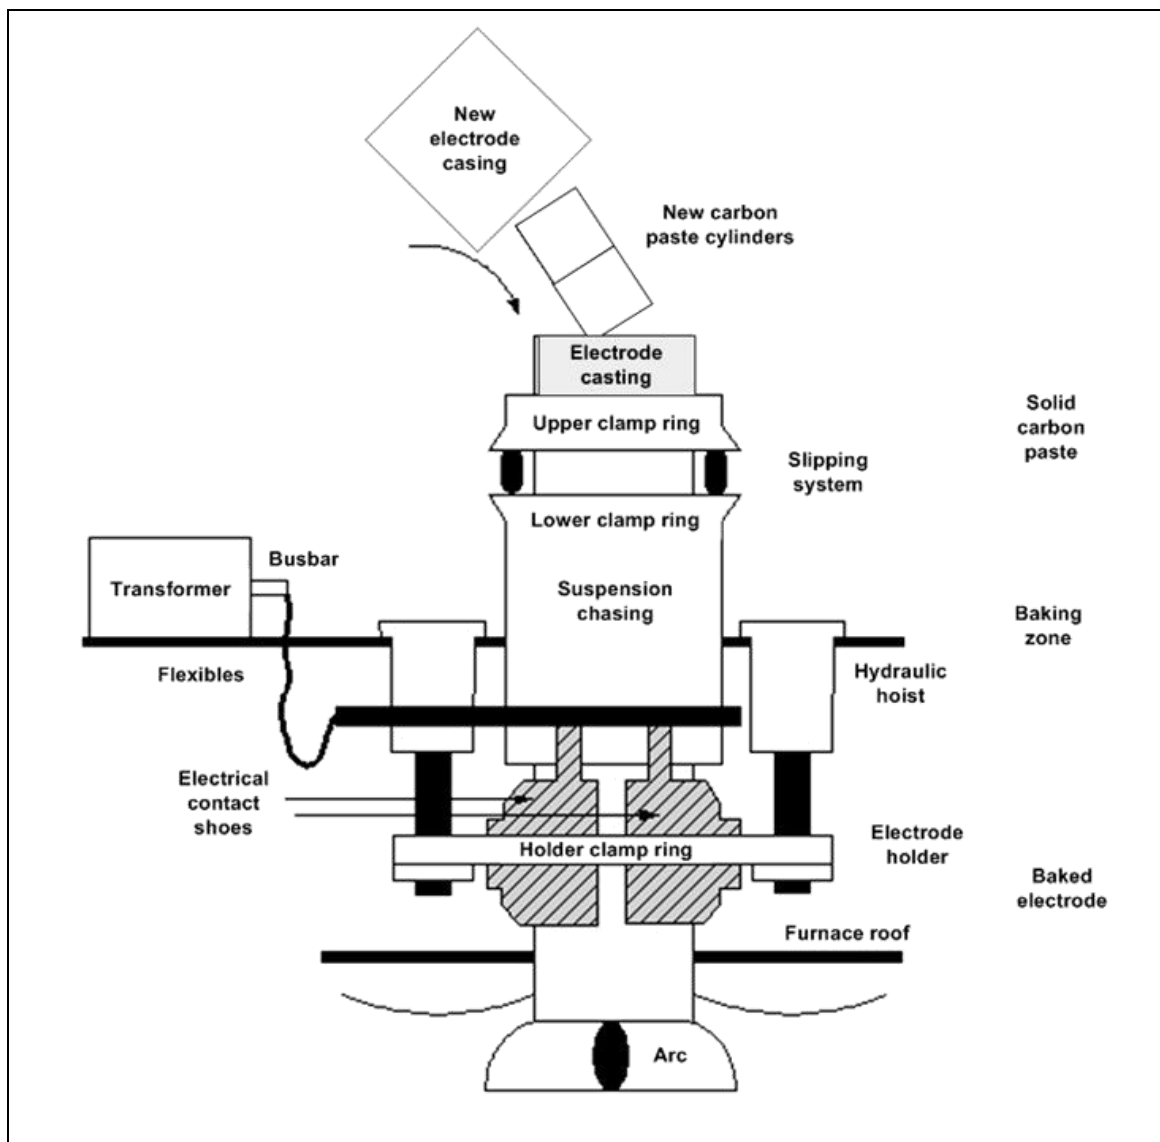 New
electrode
casing
New carbon
paste cylinders
Electrode
casting
Upper clamp ring
Solid
carbon
paste
Slipping
system
Lower clamp ring
Busbar
Transformer
Suspension
chasing
Baking
zone
Flexibles
Hydraulic
hoist
Electrical
contact
shoes
Electrode
holder
Holder clamp ring
Baked
electrode
Furnace roof
Arc